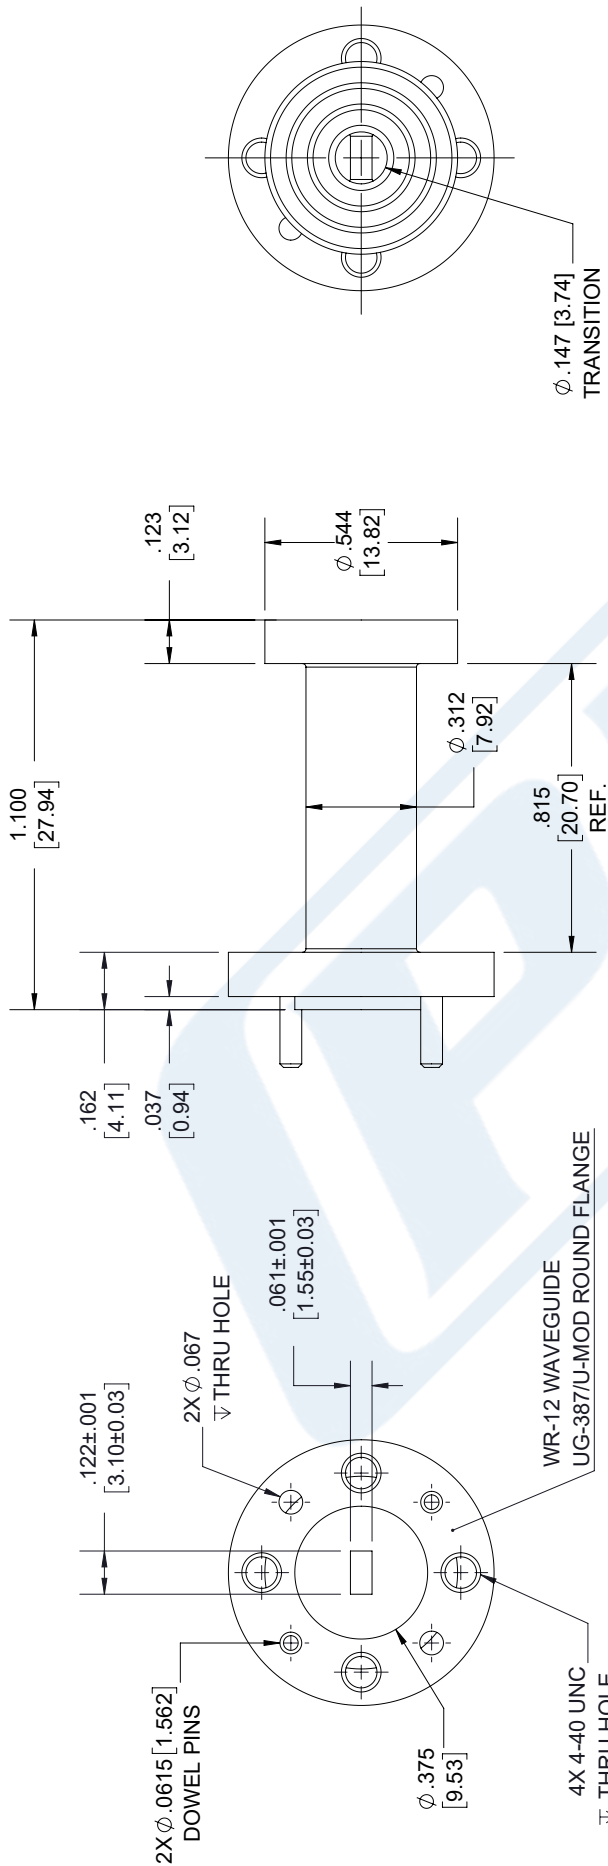 2X Ø.0615 [1.562]
DOWEL PINS
.122±.001
[3.10±0.03]
2X Ø.067
↧ THRU HOLE
.061±.001
[1.55±0.03]
Ø.375
[9.53]
4X 4-40 UNC
↧ THRU HOLE
WR-12 WAVEGUIDE
UG-387/U-MOD ROUND FLANGE
.162
[4.11]
.037
[0.94]
1.100
[27.94]
.123
[3.12]
Ø.544
[13.82]
Ø.312
[7.92]
.815
[20.70]
REF.
Ø.147 [3.74]
TRANSITION